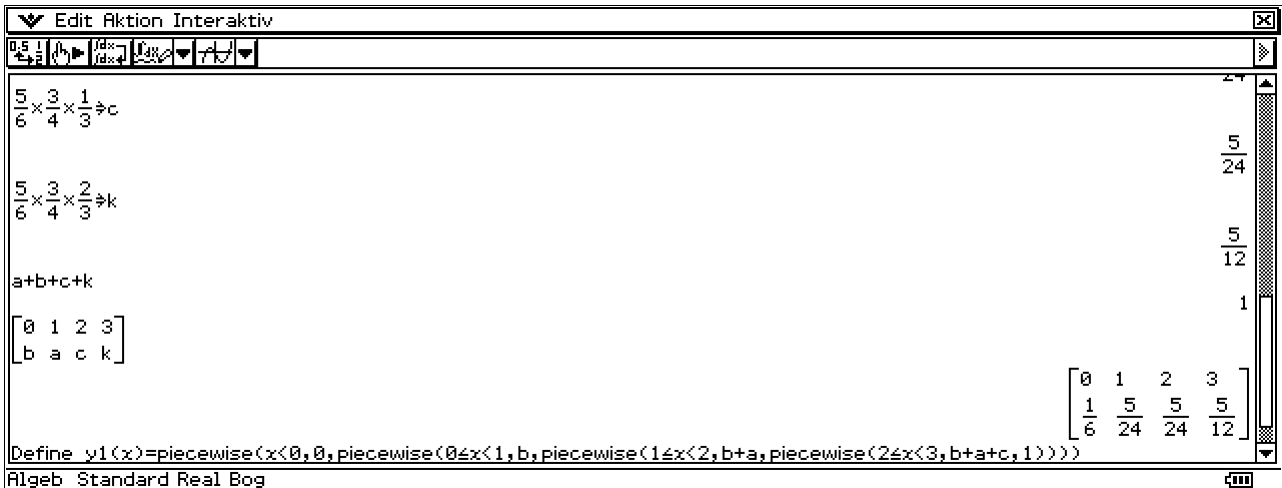 Edit Aktion Interaktiv
24
5/6×3/4×1/3⇒c
5/24
5/6×3/4×2/3⇒k
5/12
a+b+c+k
1
[0 1 2 3
b a c k]
[0 1 2 3
1/6 5/24 5/24 5/12]
Define y1(x)=piecewise(x<0,0,piecewise(0≤x<1,b,piecewise(1≤x<2,b+a,piecewise(2≤x<3,b+a+c,1))))
Algeb Standard Real Bog